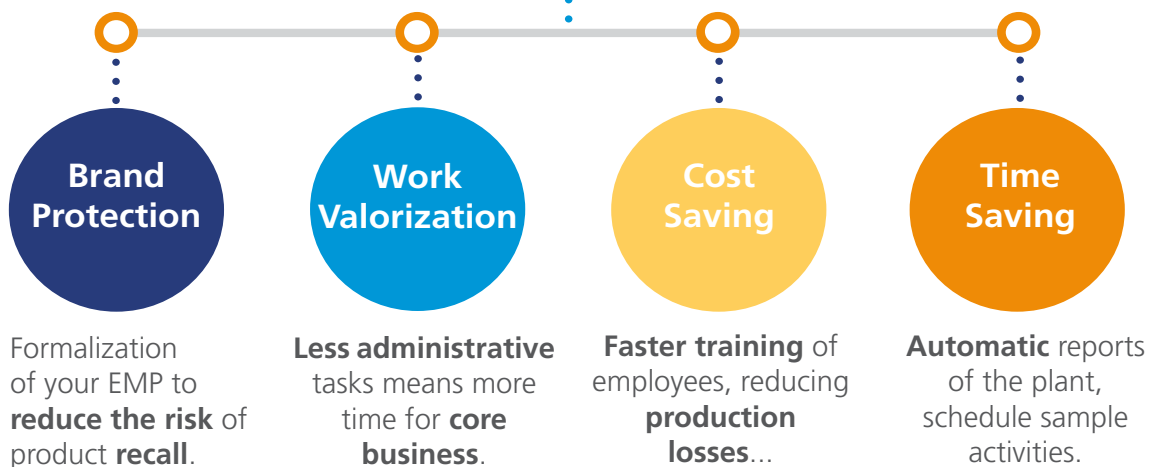 Brand
Protection
Work
Valorization
Cost
Saving
Time
Saving
Formalization
of your EMP to
reduce the risk of
product recall.
Less administrative
tasks means more
time for core
business.
Faster training of
employees, reducing
production
losses...
Automatic reports
of the plant,
schedule sample
activities.